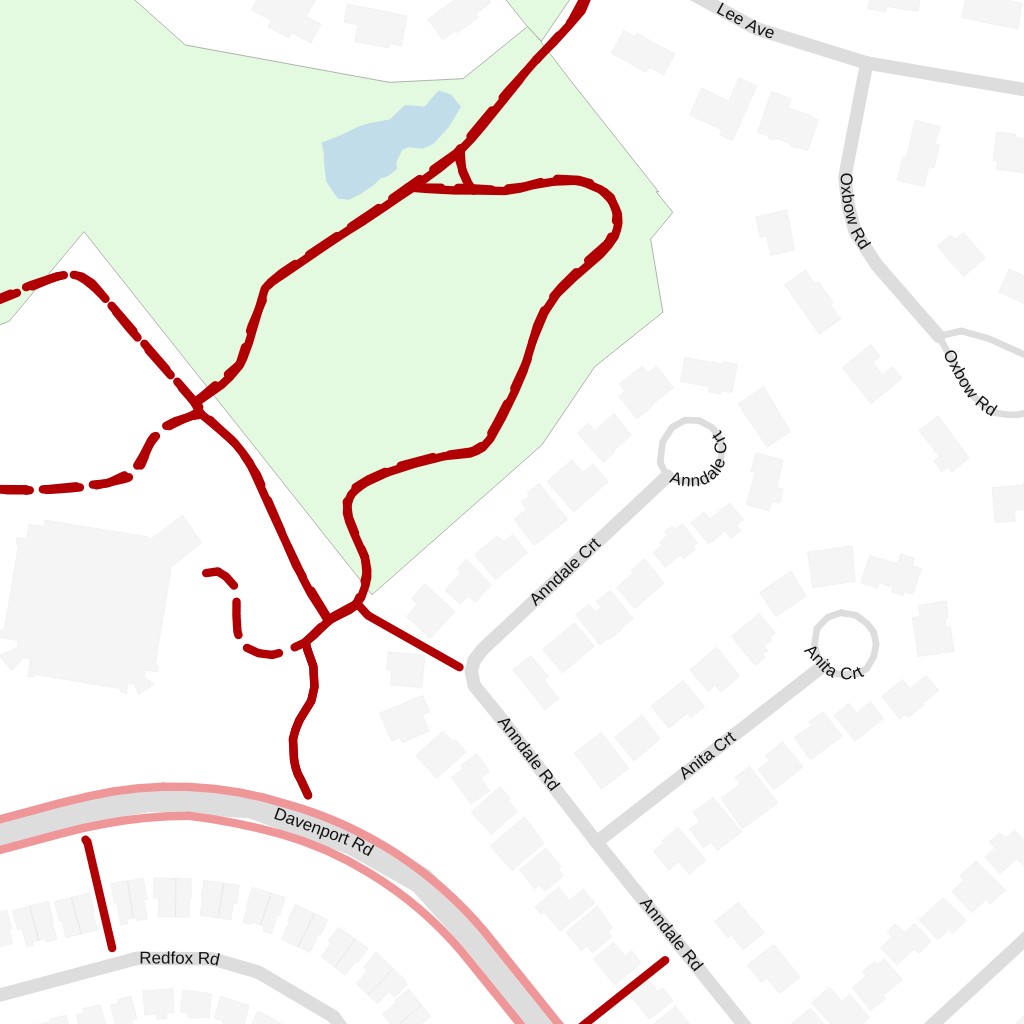 Lee Ave
Oxbow Rd
Oxbow Rd
Anndale Crt
Anndale Crt
Anita Crt
Anndale Rd
Anita Crt
Davenport Rd
Anndale Rd
Redfox Rd